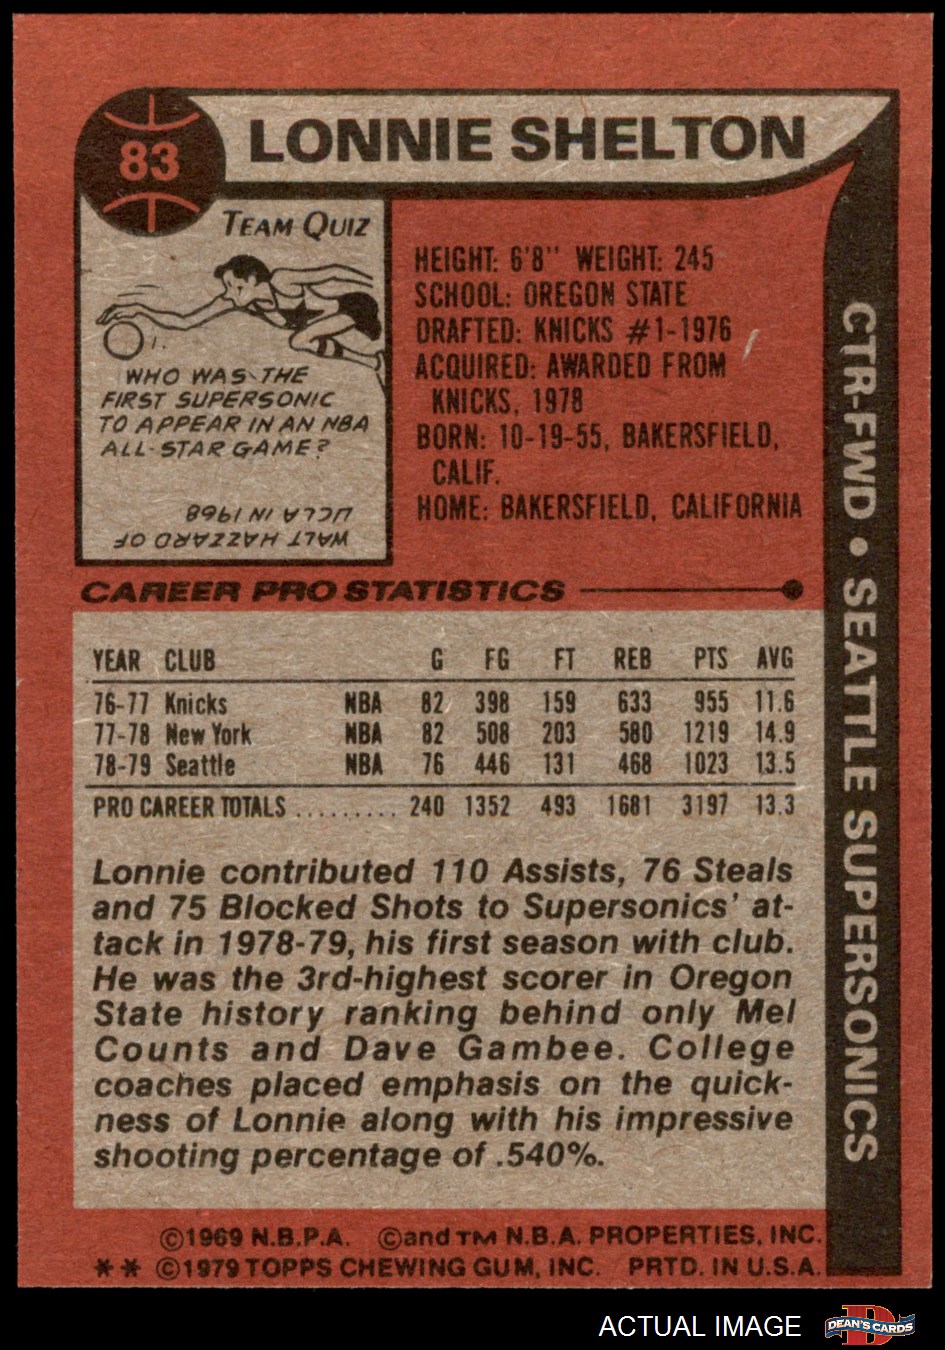 83
LONNIE SHELTON
TEAM QUIZ
WHO WAS THE
FIRST SUPERSONIC
TO APPEAR IN AN NBA
ALL-STAR GAME?
WALT HAZZARD OF
UCLA IN 1968
HEIGHT: 6'8" WEIGHT: 245
SCHOOL: OREGON STATE
DRAFTED: KNICKS #1-1976
ACQUIRED: AWARDED FROM
KNICKS, 1978
BORN: 10-19-55, BAKERSFIELD,
CALIF.
HOME: BAKERSFIELD, CALIFORNIA
CTR-FWD • SEATTLE SUPERSONICS
CAREER PRO STATISTICS
YEAR CLUB G FG FT REB PTS AVG
76-77 Knicks NBA 82 398 159 633 955 11.6
77-78 New York NBA 82 508 203 580 1219 14.9
78-79 Seattle NBA 76 446 131 468 1023 13.5
PRO CAREER TOTALS ......... 240 1352 493 1681 3197 13.3
Lonnie contributed 110 Assists, 76 Steals
and 75 Blocked Shots to Supersonics' at-
tack in 1978-79, his first season with club.
He was the 3rd-highest scorer in Oregon
State history ranking behind only Mel
Counts and Dave Gambee. College
coaches placed emphasis on the quick-
ness of Lonnie along with his impressive
shooting percentage of .540%.
©1969 N.B.P.A. ©and TM N.B.A. PROPERTIES, INC.
** ©1979 TOPPS CHEWING GUM, INC. PRTD. IN U.S.A.
ACTUAL IMAGE
DEAN'S CARDS